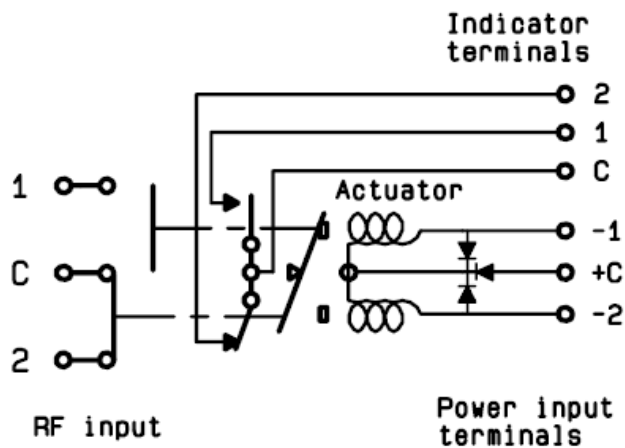 Indicator
terminals
2
1
C
1
Actuator
-1
C
+C
-2
2
RF input
Power input
terminals